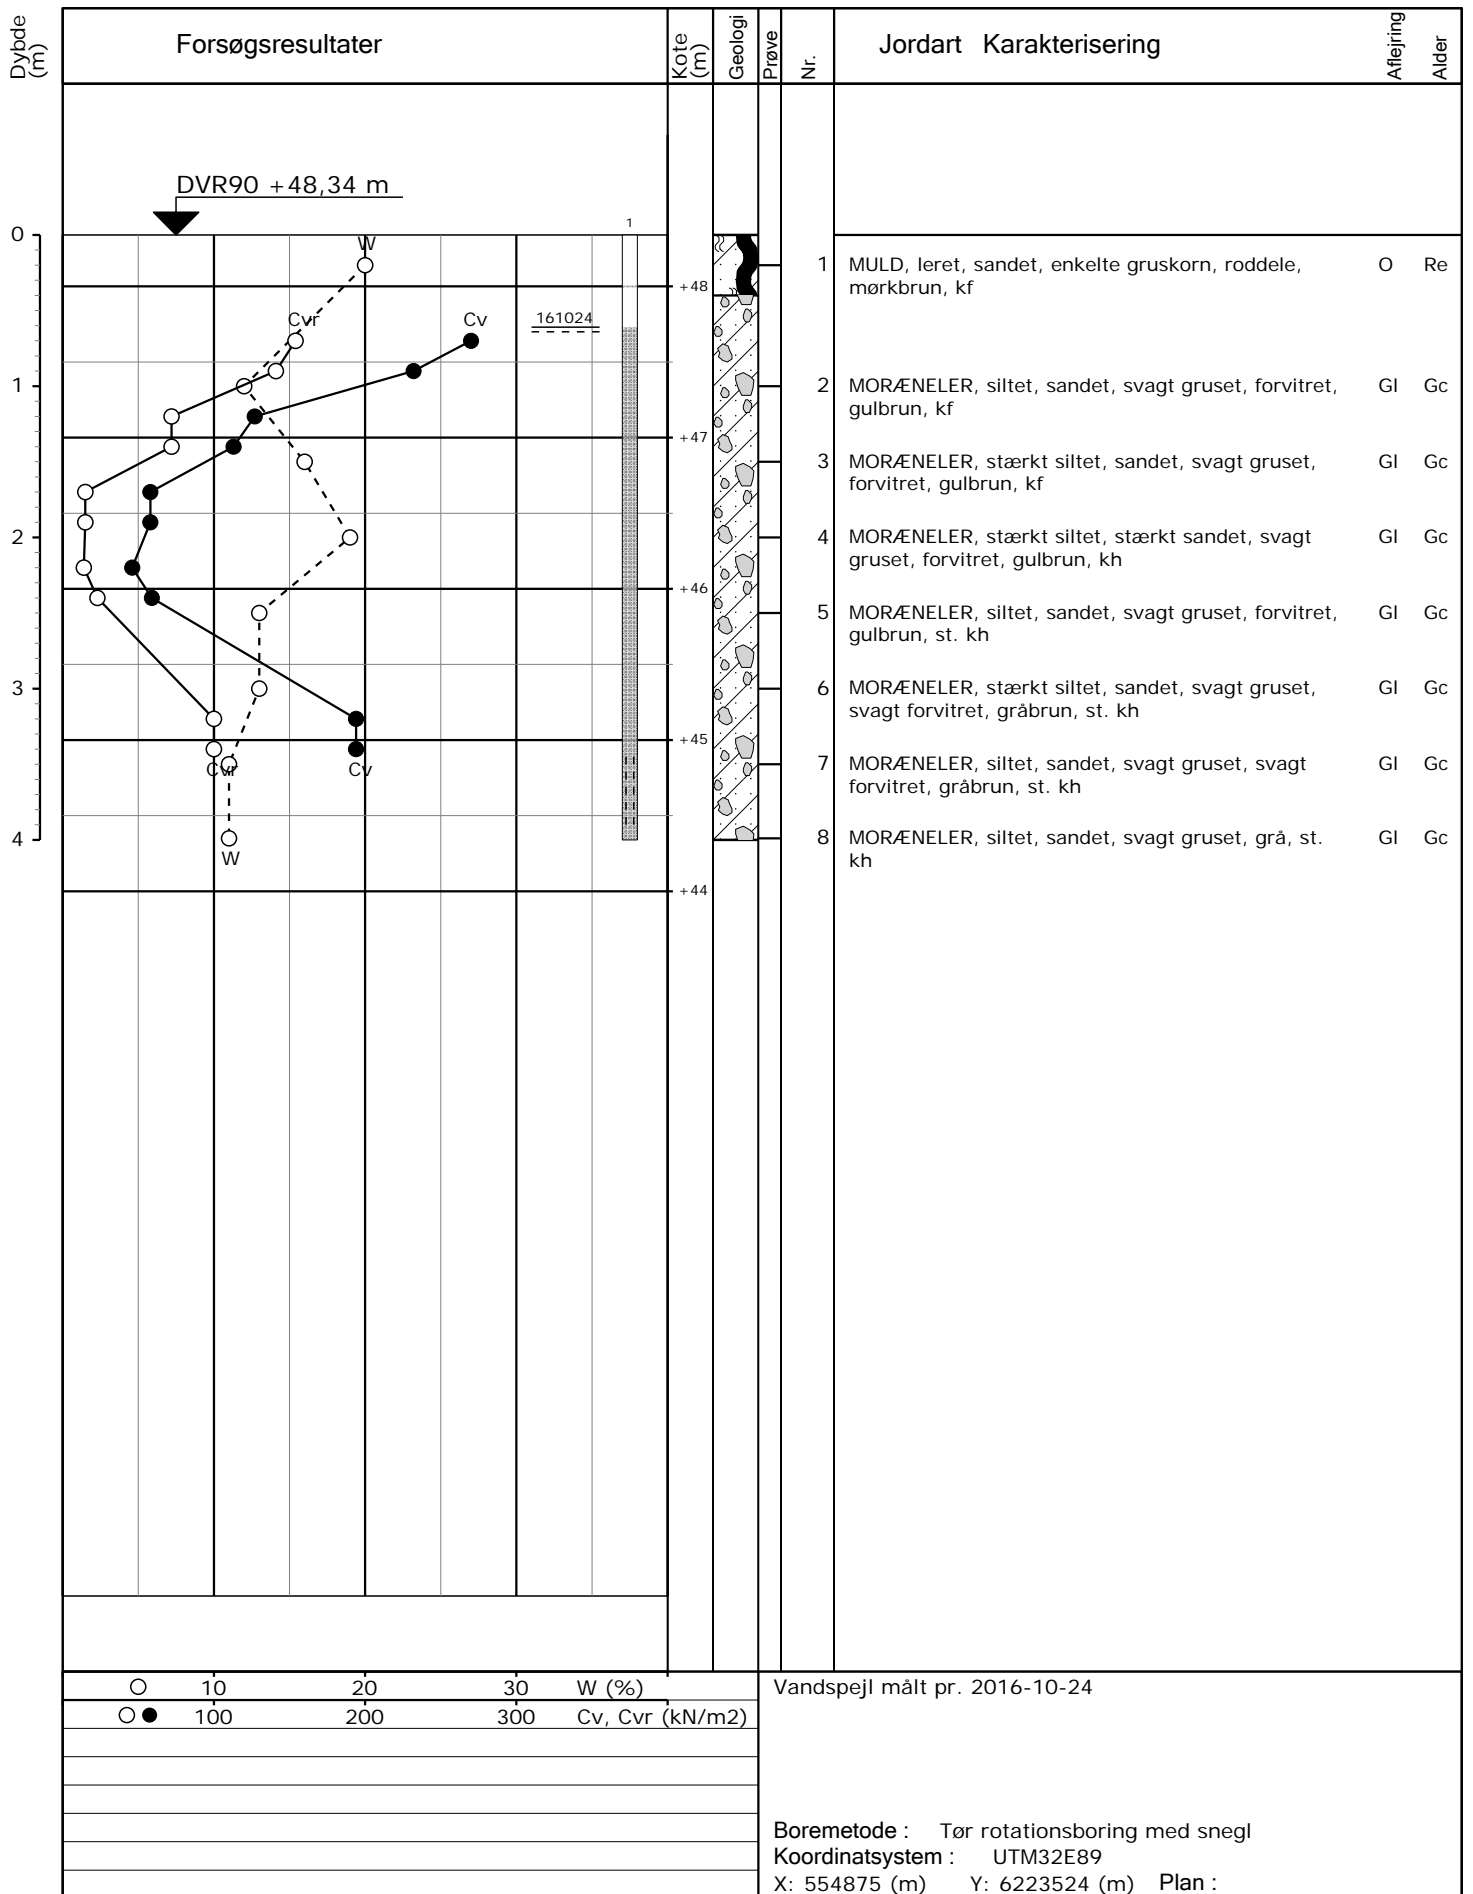 Dybde (m)
Forsøgsresultater
Kote (m)
Geologi
Prøve
Nr.
Jordart Karakterisering
Aflejring
Alder
DVR90 +48,34 m
1
0
W
1 MULD, leret, sandet, enkelte gruskorn, roddele, O Re
mørkbrun, kf
+48
Cvr
Cv
161024
1
2 MORÆNELER, siltet, sandet, svagt gruset, forvitret, Gl Gc
gulbrun, kf
+47
3 MORÆNELER, stærkt siltet, sandet, svagt gruset, Gl Gc
forvitret, gulbrun, kf
2
4 MORÆNELER, stærkt siltet, stærkt sandet, svagt Gl Gc
gruset, forvitret, gulbrun, kh
+46
5 MORÆNELER, siltet, sandet, svagt gruset, forvitret, Gl Gc
gulbrun, st. kh
3
6 MORÆNELER, stærkt siltet, sandet, svagt gruset, Gl Gc
svagt forvitret, gråbrun, st. kh
+45
Cvr
Cv
7 MORÆNELER, siltet, sandet, svagt gruset, svagt Gl Gc
forvitret, gråbrun, st. kh
4
W
8 MORÆNELER, siltet, sandet, svagt gruset, grå, st. Gl Gc
kh
+44
10 20 30 W (%)
100 200 300 Cv, Cvr (kN/m2)
Vandspejl målt pr. 2016-10-24
Boremetode : Tør rotationsboring med snegl
Koordinatsystem : UTM32E89
X: 554875 (m) Y: 6223524 (m) Plan :